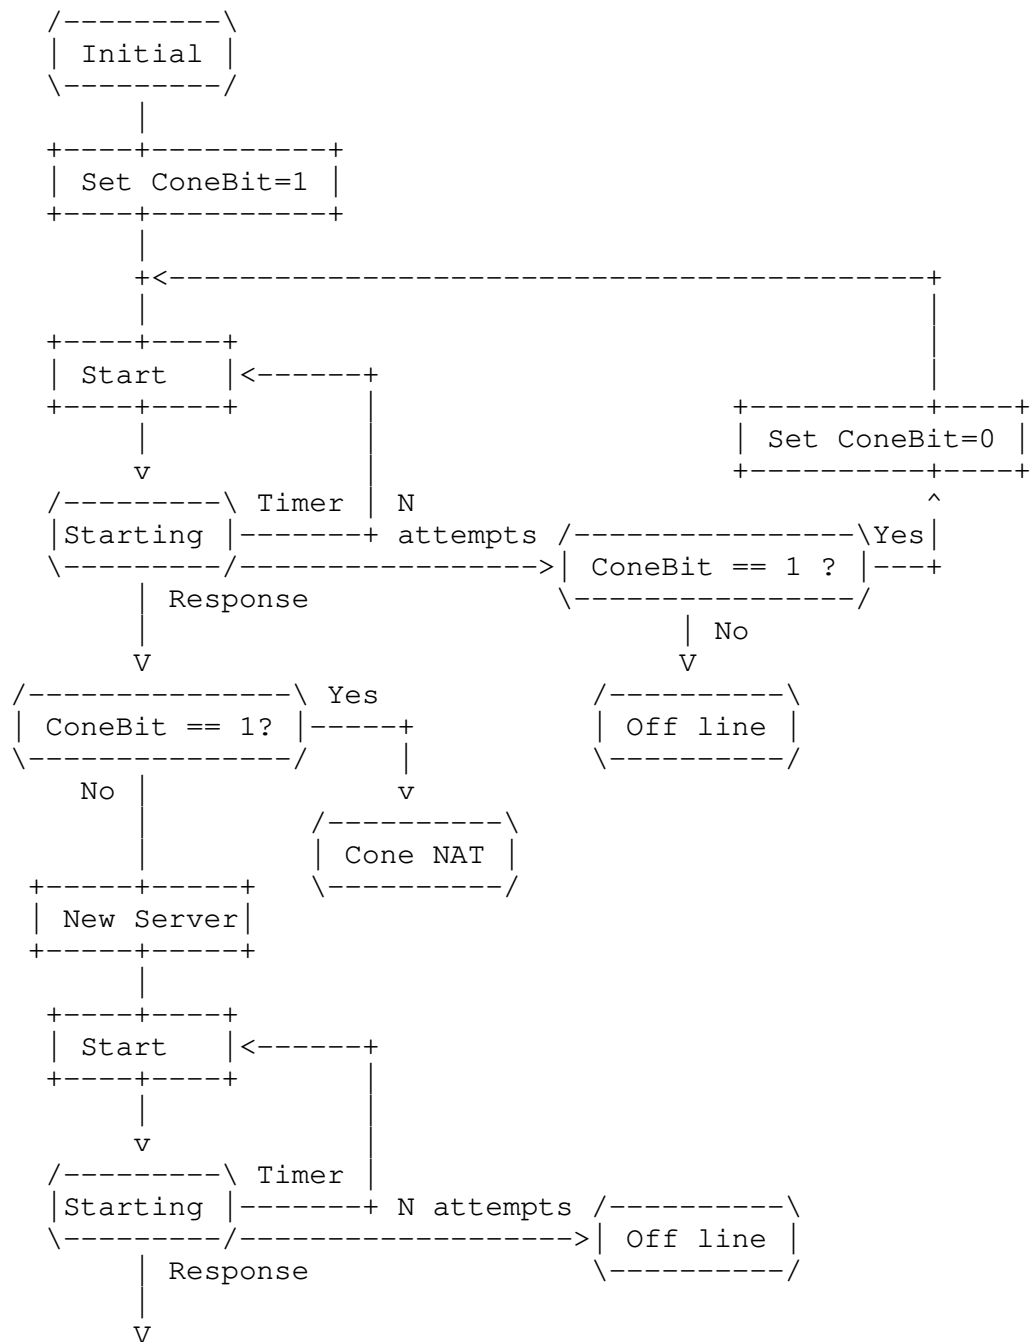 Initial
Set ConeBit=1
Start
Set ConeBit=0
Timer N
Starting attempts Yes
ConeBit == 1 ?
Response
No
Yes
ConeBit == 1? Off line
No
Cone NAT
New Server
Start
Timer
Starting N attempts
Off line
Response